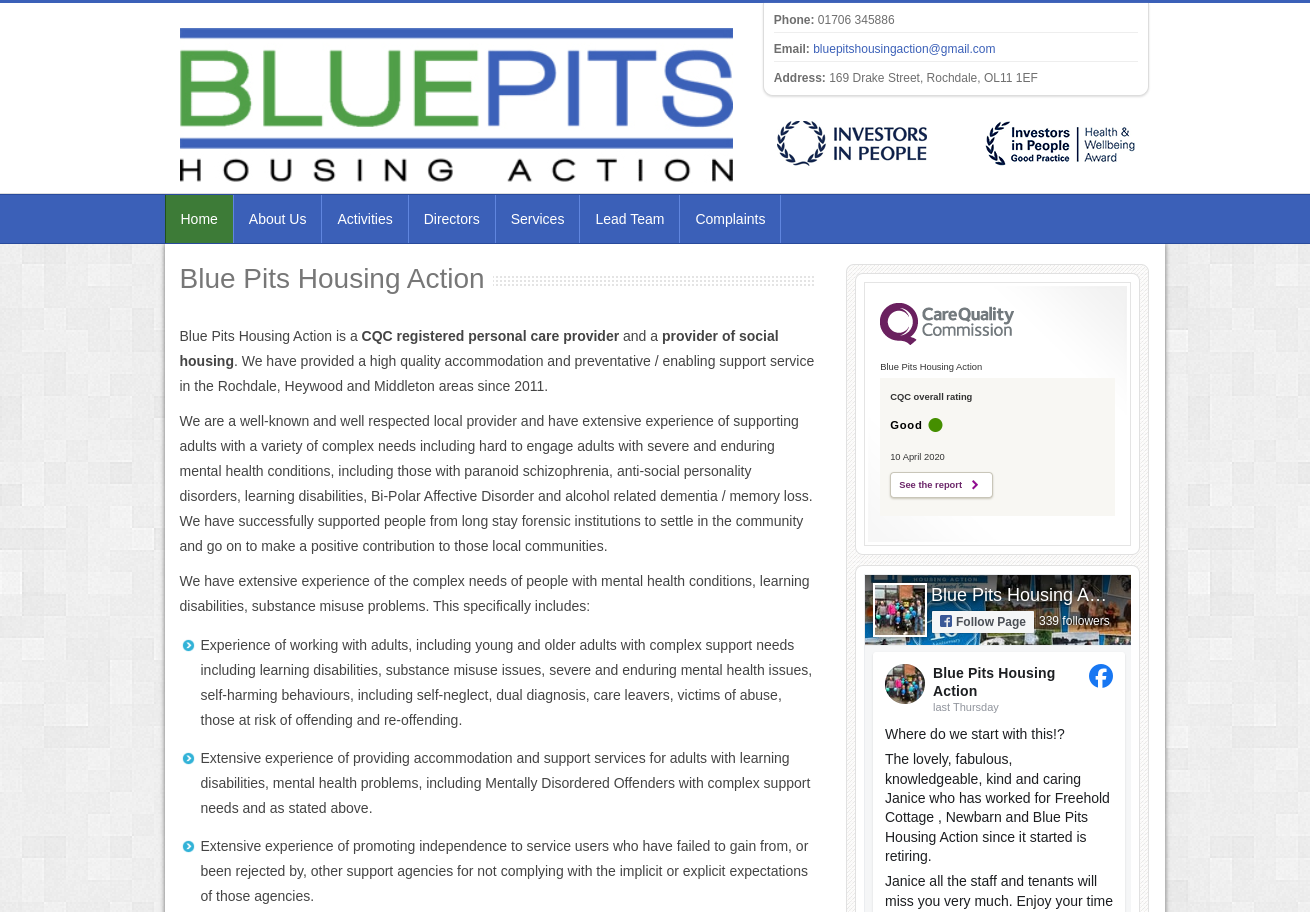 BLUEPITS
HOUSING ACTION
Phone: 01706 345886
Email: bluepitshousingaction@gmail.com
Address: 169 Drake Street, Rochdale, OL11 1EF
INVESTORS
IN PEOPLE
Investors
in People
Good Practice
Health &
Wellbeing
Award
Home
About Us
Activities
Directors
Services
Lead Team
Complaints
Blue Pits Housing Action
Blue Pits Housing Action is a CQC registered personal care provider and a provider of social
housing. We have provided a high quality accommodation and preventative / enabling support service
in the Rochdale, Heywood and Middleton areas since 2011.
We are a well-known and well respected local provider and have extensive experience of supporting
adults with a variety of complex needs including hard to engage adults with severe and enduring
mental health conditions, including those with paranoid schizophrenia, anti-social personality
disorders, learning disabilities, Bi-Polar Affective Disorder and alcohol related dementia / memory loss.
We have successfully supported people from long stay forensic institutions to settle in the community
and go on to make a positive contribution to those local communities.
We have extensive experience of the complex needs of people with mental health conditions, learning
disabilities, substance misuse problems. This specifically includes:
Experience of working with adults, including young and older adults with complex support needs
including learning disabilities, substance misuse issues, severe and enduring mental health issues,
self-harming behaviours, including self-neglect, dual diagnosis, care leavers, victims of abuse,
those at risk of offending and re-offending.
Extensive experience of providing accommodation and support services for adults with learning
disabilities, mental health problems, including Mentally Disordered Offenders with complex support
needs and as stated above.
Extensive experience of promoting independence to service users who have failed to gain from, or
been rejected by, other support agencies for not complying with the implicit or explicit expectations
of those agencies.
CareQuality
Commission
Blue Pits Housing Action
CQC overall rating
Good
10 April 2020
See the report
HOUSING ACTION
Blue Pits Housing A…
Follow Page
339 followers
Blue Pits Housing
Action
last Thursday
Where do we start with this!?
The lovely, fabulous,
knowledgeable, kind and caring
Janice who has worked for Freehold
Cottage , Newbarn and Blue Pits
Housing Action since it started is
retiring.
Janice all the staff and tenants will
miss you very much. Enjoy your time